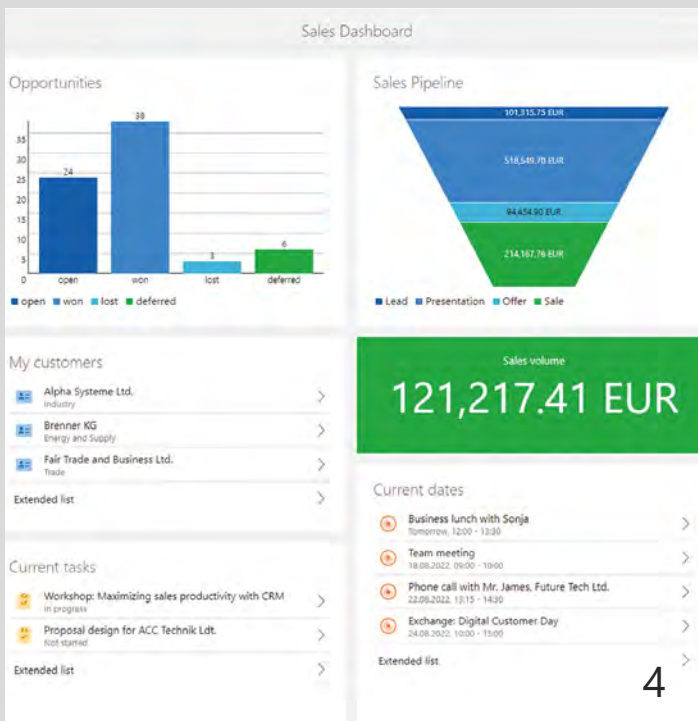 Sales Dashboard
Opportunities
38
35
30
25
24
20
15
10
5
3
6
0
open won lost deferred
open won lost deferred
Sales Pipeline
101,315.75 EUR
518,549.70 EUR
94,454.90 EUR
214,167.76 EUR
Lead Presentation Offer Sale
My customers
Alpha Systeme Ltd.
Industry
Brenner KG
Energy and Supply
Fair Trade and Business Ltd.
Trade
Extended list
Sales volume
121,217.41 EUR
Current tasks
Workshop: Maximizing sales productivity with CRM
In progress
Proposal design for ACC Technik Ldt.
Not started
Extended list
Current dates
Business lunch with Sonja
Tomorrow, 12:00 - 13:30
Team meeting
18.08.2022, 09:00 - 10:00
Phone call with Mr. James, Future Tech Ltd.
22.08.2022, 13:15 - 14:30
Exchange: Digital Customer Day
24.08.2022, 10:00 - 15:00
Extended list
4